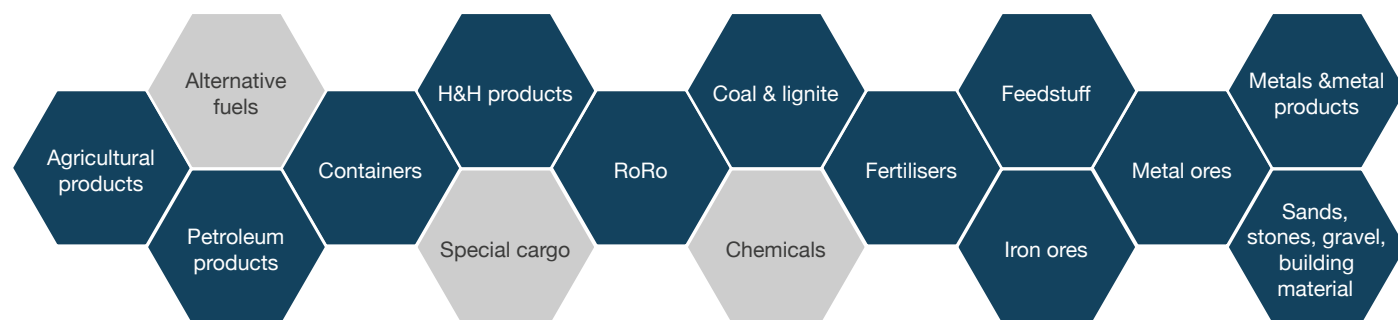 Agricultural
products
Alternative
fuels
Petroleum
products
Containers
H&H products
Special cargo
RoRo
Coal & lignite
Chemicals
Fertilisers
Feedstuff
Iron ores
Metal ores
Metals &metal
products
Sands,
stones, gravel,
building
material